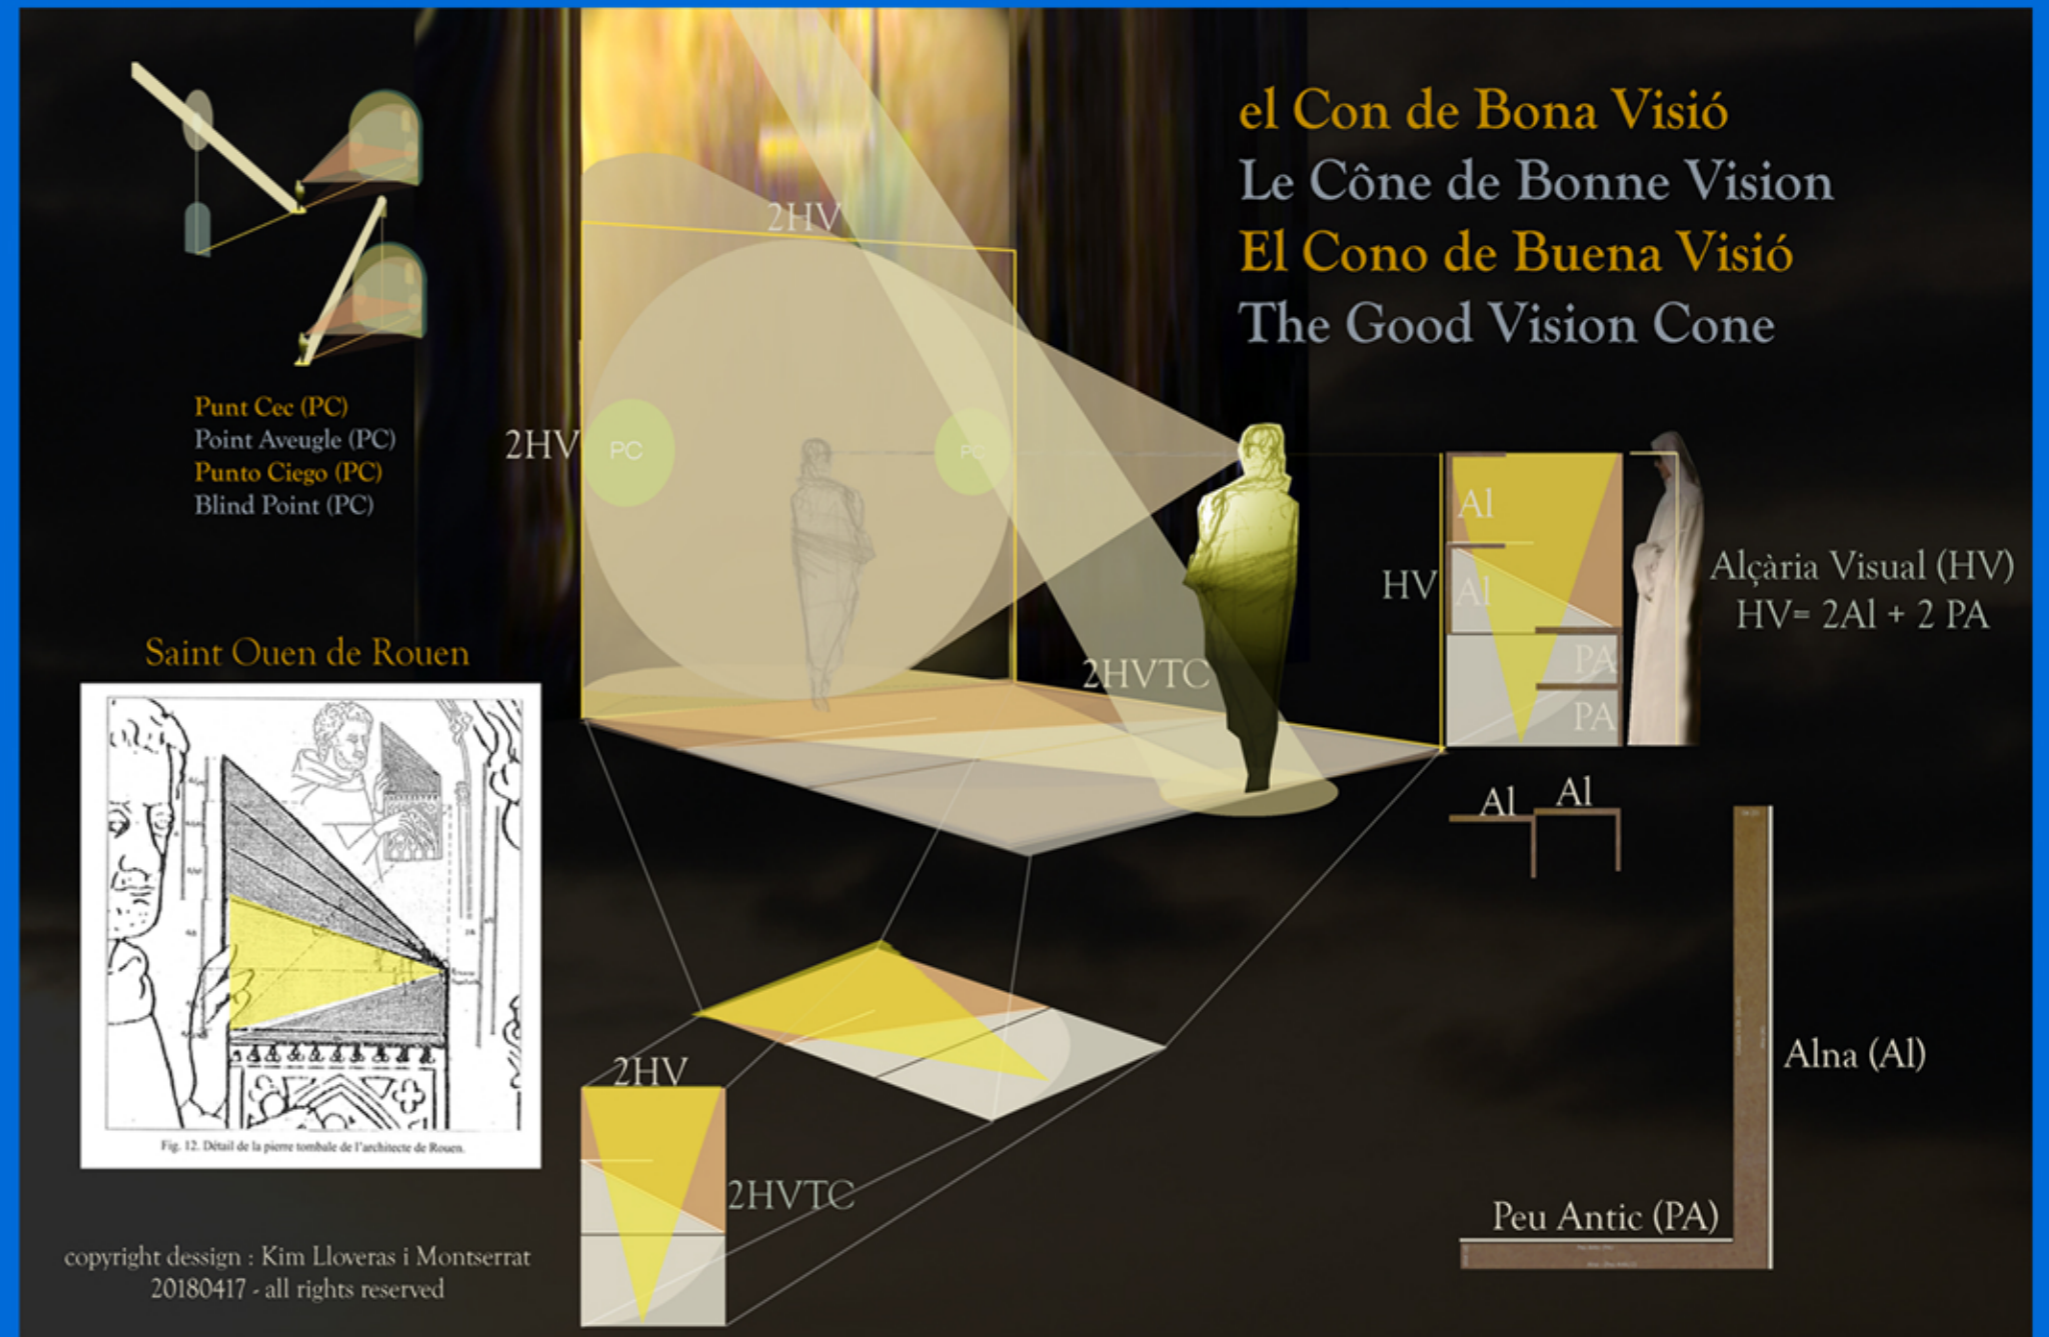 el Con de Bona Visió
Le Cône de Bonne Vision
El Cono de Buena Visió
The Good Vision Cone
2HV
2HV
PC
PC
Punt Cec (PC)
Point Aveugle (PC)
Punto Ciego (PC)
Blind Point (PC)
Al
HV
Al
PA
PA
Alçària Visual (HV)
HV= 2Al + 2 PA
2HVTC
Saint Ouen de Rouen
Fig. 12. Détail de la pierre tombale de l'architecte de Rouen.
Al
Al
Alna (Al)
Peu Antic (PA)
2HV
2HVTC
copyright dessign : Kim Lloveras i Montserrat
20180417 - all rights reserved